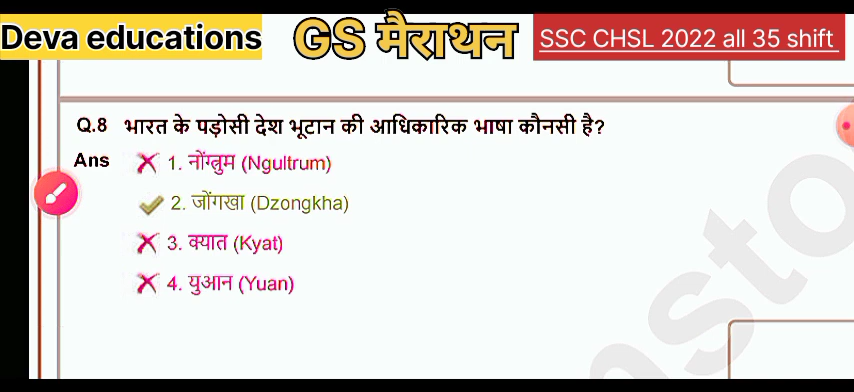 Deva educations GS मैराथन SSC CHSL 2022 all 35 shift
Q.8 भारत के पड़ोसी देश भूटान की आधिकारिक भाषा कौनसी है?
Ans 1. नोंग्त्रुम (Ngultrum)
2. जोंगखा (Dzongkha)
3. क्यात (Kyat)
4. युआन (Yuan)